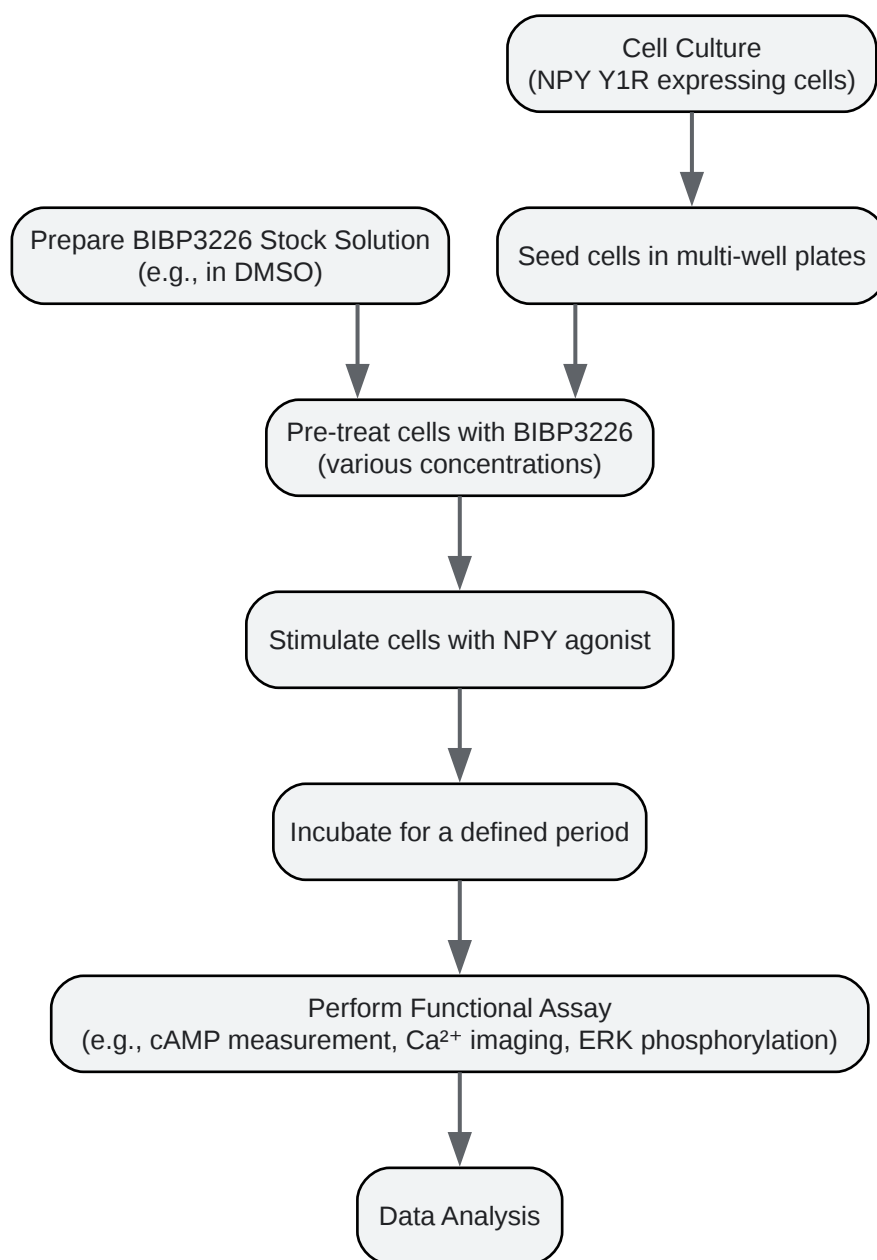 Cell Culture
(NPY Y1R expressing cells)
Prepare BIBP3226 Stock Solution
(e.g., in DMSO)
Seed cells in multi-well plates
Pre-treat cells with BIBP3226
(various concentrations)
Stimulate cells with NPY agonist
Incubate for a defined period
Perform Functional Assay
(e.g., cAMP measurement, Ca²⁺ imaging, ERK phosphorylation)
Data Analysis